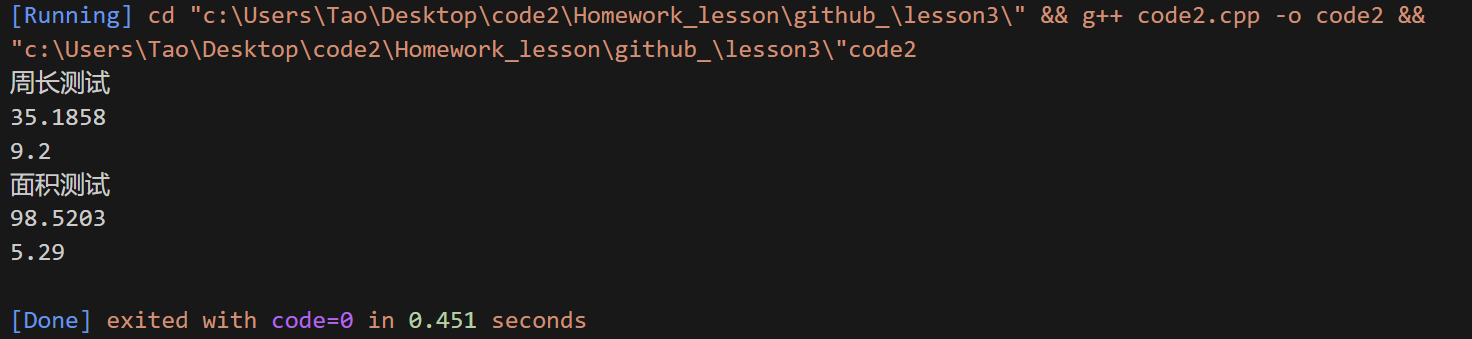 [Running] cd "c:\Users\Tao\Desktop\code2\Homework_lesson\github_\lesson3\" && g++ code2.cpp -o code2 &&
"c:\Users\Tao\Desktop\code2\Homework_lesson\github_\lesson3\"code2
周长测试
35.1858
9.2
面积测试
98.5203
5.29
[Done] exited with code=0 in 0.451 seconds